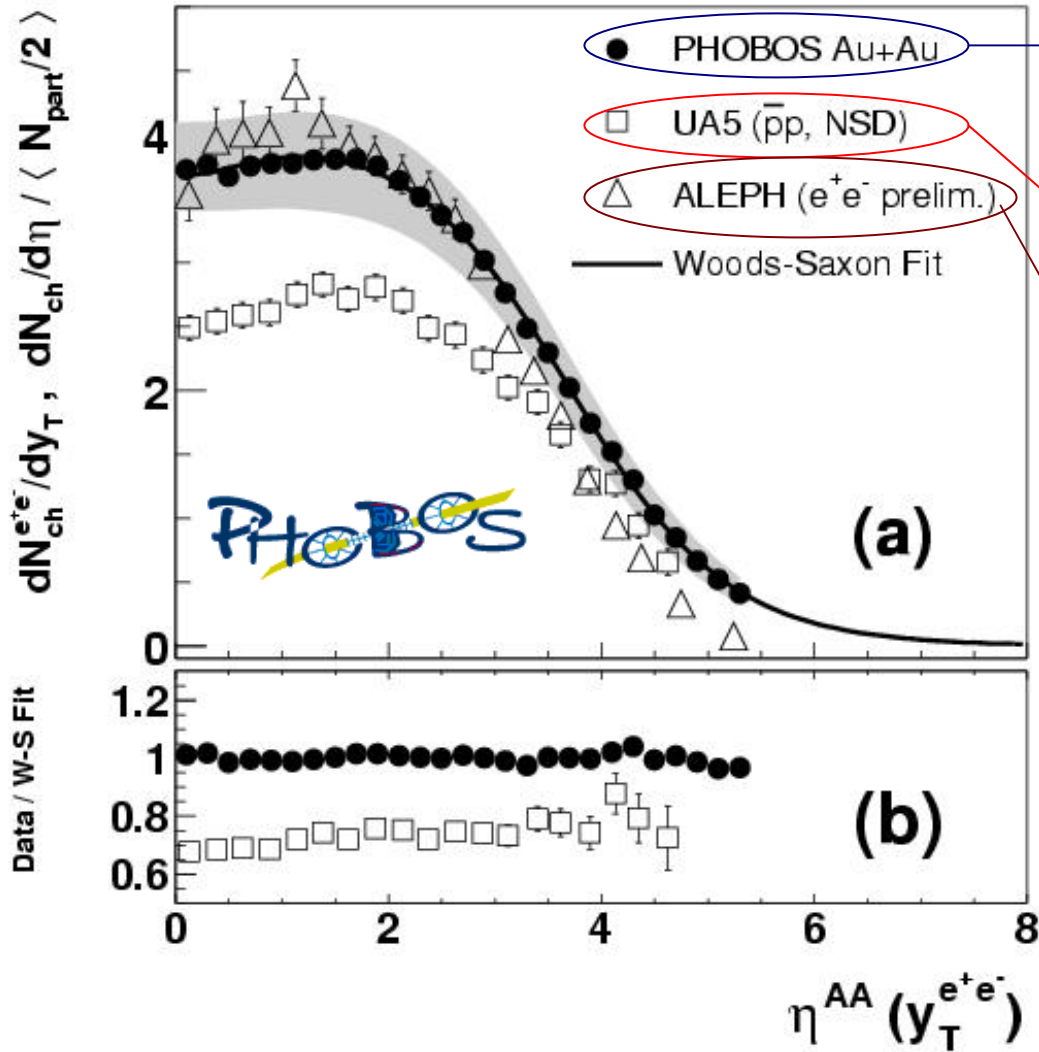 dN_ch^{e+e-}/dy_T , dN_ch/dη / ⟨ N_part/2 ⟩
PHOBOS Au+Au
UA5 (p̅p, NSD)
ALEPH (e⁺e⁻ prelim.)
Woods-Saxon Fit
4
2
0
PHOBOS
(a)
Data / W-S Fit
1.2
1
0.8
0.6
(b)
0 2 4 6 8
η^{AA} (y_T^{e+e-})